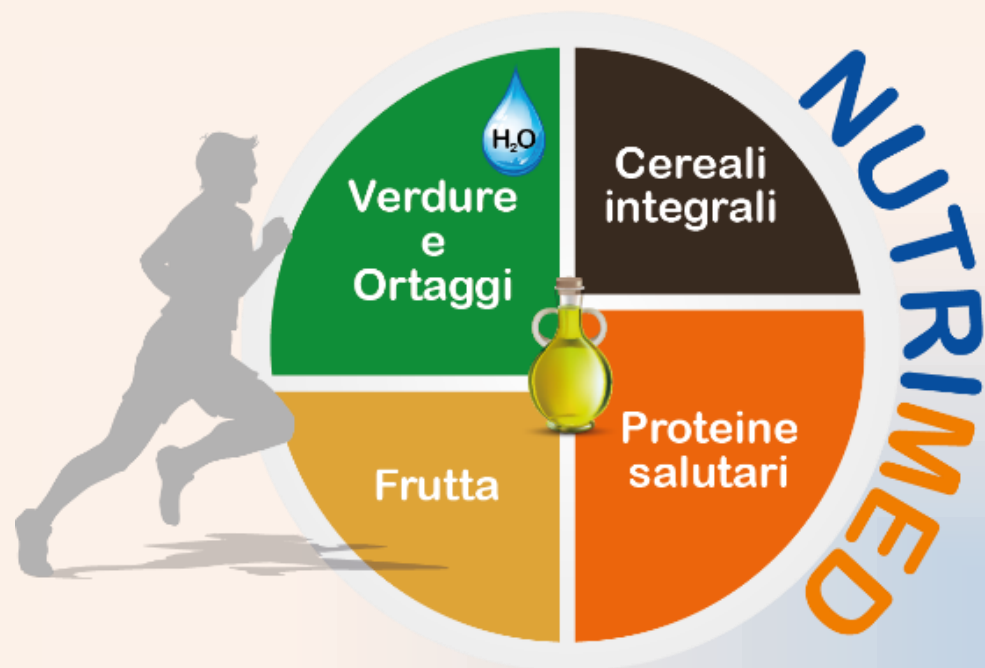 H₂O
Verdure
e
Ortaggi
Cereali
integrali
Frutta
Proteine
salutari
NUTRIMED